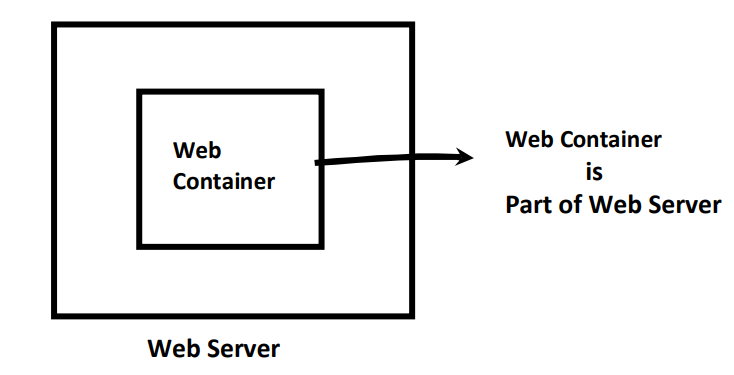 Web
Container
Web Container
is
Part of Web Server
Web Server